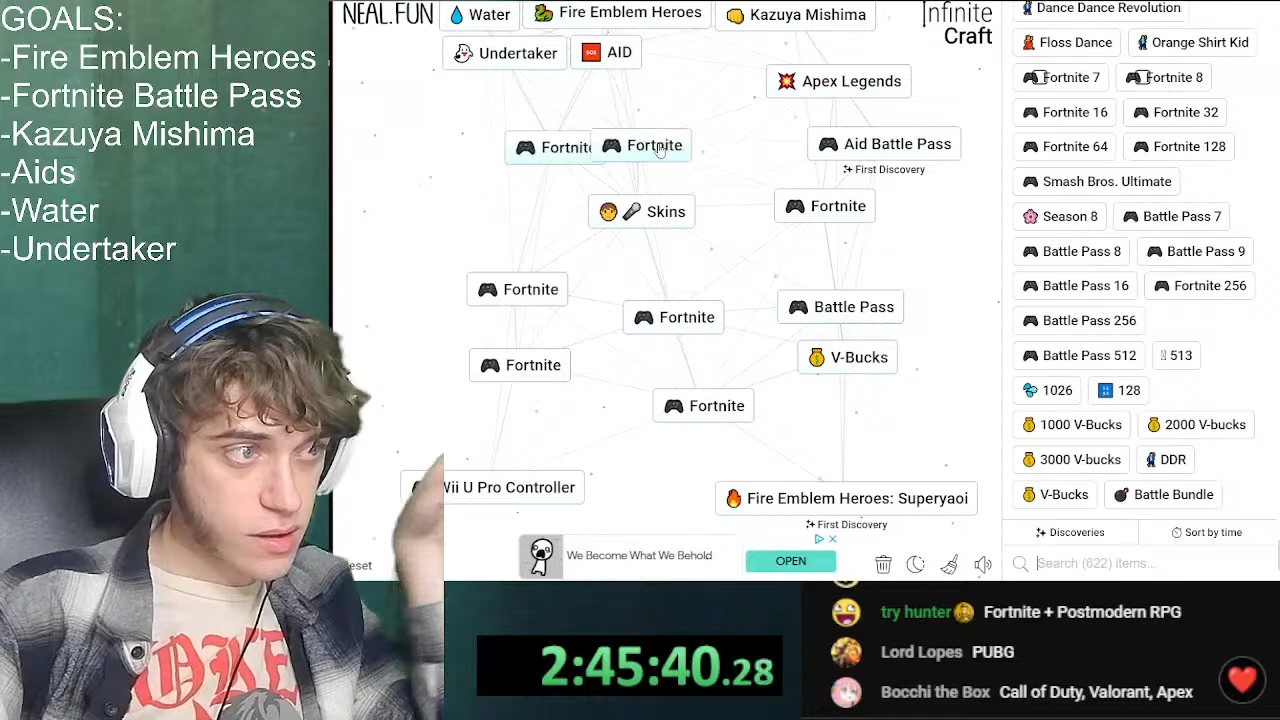 GOALS:
-Fire Emblem Heroes
-Fortnite Battle Pass
-Kazuya Mishima
-Aids
-Water
-Undertaker
NEAL.FUN
Water
Fire Emblem Heroes
Kazuya Mishima
Infinite
Craft
Undertaker
SOS AID
Apex Legends
Fortnite
Fortnite
Aid Battle Pass
First Discovery
Skins
Fortnite
Fortnite
Fortnite
Battle Pass
Fortnite
V-Bucks
Fortnite
Wii U Pro Controller
Fire Emblem Heroes: Superyaoi
First Discovery
We Become What We Behold
OPEN
eset
Dance Dance Revolution
Floss Dance
Orange Shirt Kid
Fortnite 7
Fortnite 8
Fortnite 16
Fortnite 32
Fortnite 64
Fortnite 128
Smash Bros. Ultimate
Season 8
Battle Pass 7
Battle Pass 8
Battle Pass 9
Battle Pass 16
Fortnite 256
Battle Pass 256
Battle Pass 512
513
1026
128
1000 V-Bucks
2000 V-bucks
3000 V-bucks
DDR
V-Bucks
Battle Bundle
Discoveries
Sort by time
Search (622) items...
2:45:40.28
try hunter Fortnite + Postmodern RPG
Lord Lopes PUBG
Bocchi the Box Call of Duty, Valorant, Apex